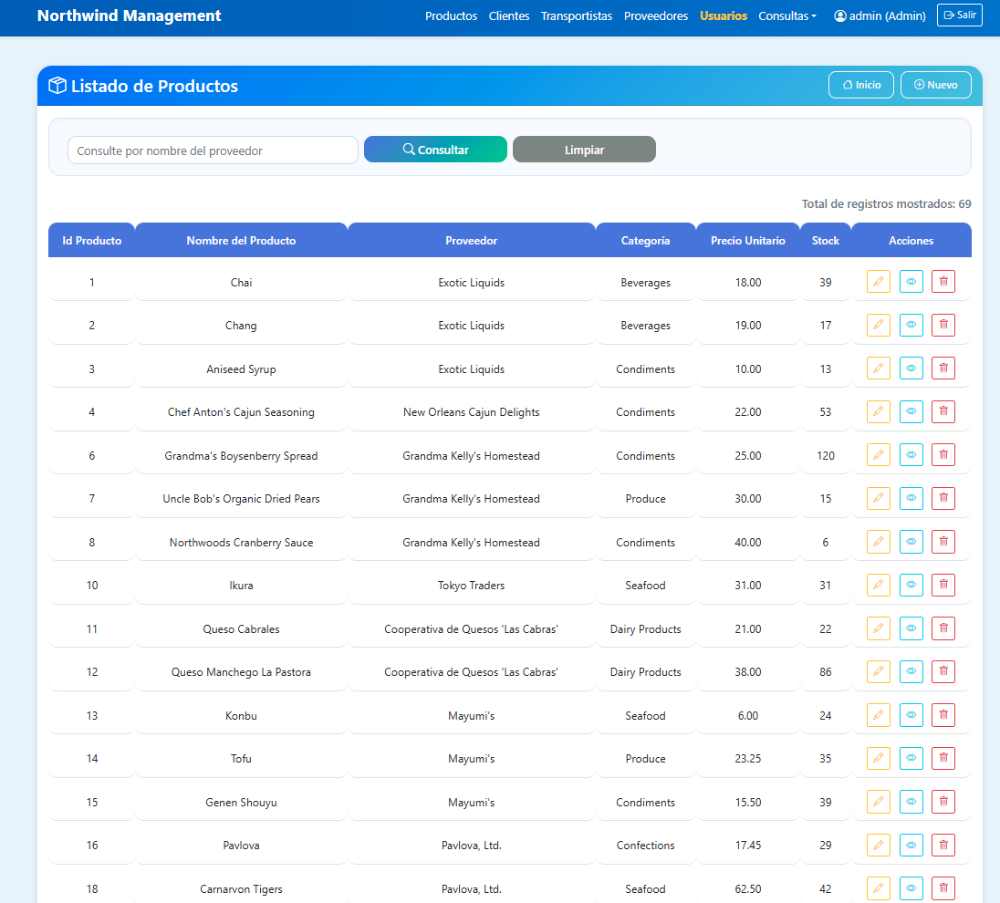 Northwind Management Productos Clientes Transportistas Proveedores Usuarios Consultas admin (Admin) Salir
Listado de Productos Inicio Nuevo
Consulte por nombre del proveedor Consultar Limpiar
Total de registros mostrados: 69
Id Producto Nombre del Producto Proveedor Categoría Precio Unitario Stock Acciones
1 Chai Exotic Liquids Beverages 18.00 39
2 Chang Exotic Liquids Beverages 19.00 17
3 Aniseed Syrup Exotic Liquids Condiments 10.00 13
4 Chef Anton's Cajun Seasoning New Orleans Cajun Delights Condiments 22.00 53
6 Grandma's Boysenberry Spread Grandma Kelly's Homestead Condiments 25.00 120
7 Uncle Bob's Organic Dried Pears Grandma Kelly's Homestead Produce 30.00 15
8 Northwoods Cranberry Sauce Grandma Kelly's Homestead Condiments 40.00 6
10 Ikura Tokyo Traders Seafood 31.00 31
11 Queso Cabrales Cooperativa de Quesos 'Las Cabras' Dairy Products 21.00 22
12 Queso Manchego La Pastora Cooperativa de Quesos 'Las Cabras' Dairy Products 38.00 86
13 Konbu Mayumi's Seafood 6.00 24
14 Tofu Mayumi's Produce 23.25 35
15 Genen Shouyu Mayumi's Condiments 15.50 39
16 Pavlova Pavlova, Ltd. Confections 17.45 29
18 Carnarvon Tigers Pavlova, Ltd. Seafood 62.50 42